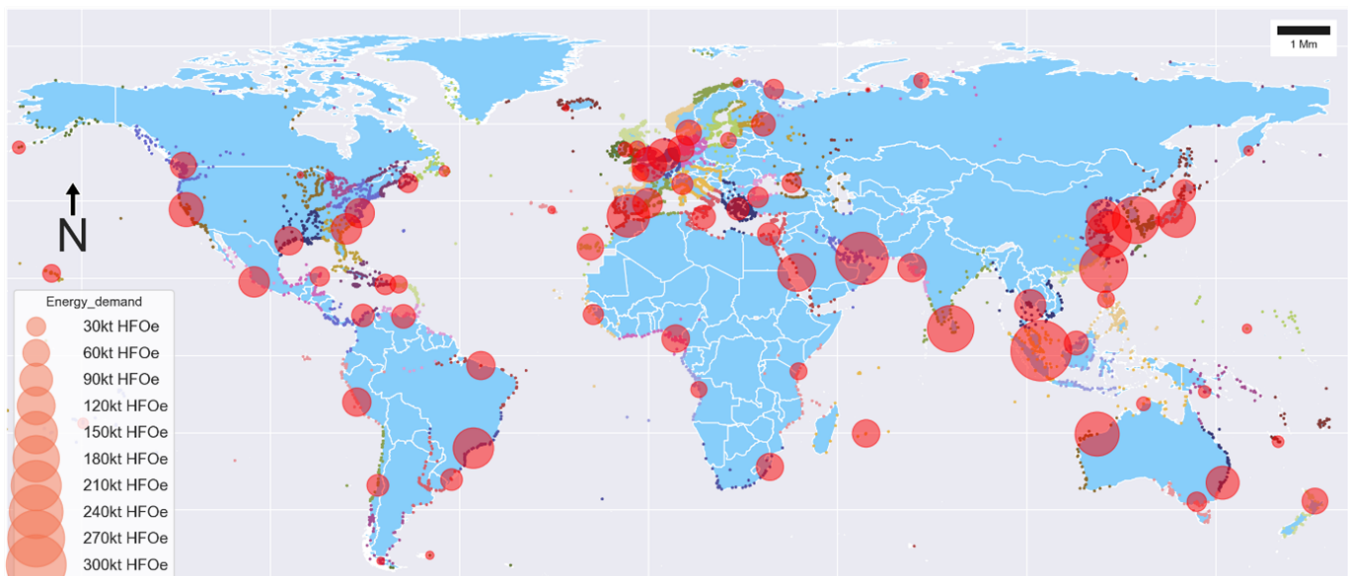 1 Mm
N
Energy_demand
30kt HFOe
60kt HFOe
90kt HFOe
120kt HFOe
150kt HFOe
180kt HFOe
210kt HFOe
240kt HFOe
270kt HFOe
300kt HFOe